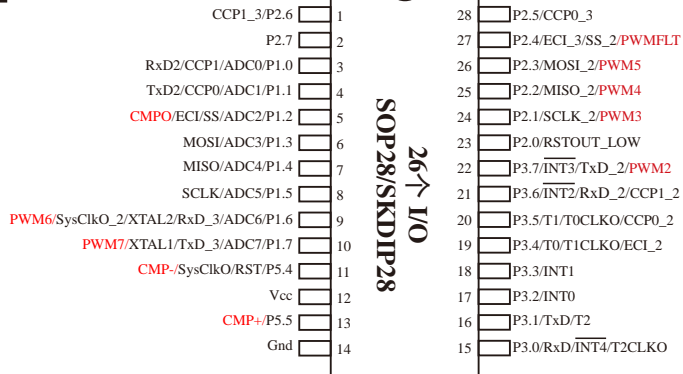 CCP1_3/P2.6 1
P2.7 2
RxD2/CCP1/ADC0/P1.0 3
TxD2/CCP0/ADC1/P1.1 4
CMPO/ECI/SS/ADC2/P1.2 5
MOSI/ADC3/P1.3 6
MISO/ADC4/P1.4 7
SCLK/ADC5/P1.5 8
PWM6/SysClkO_2/XTAL2/RxD_3/ADC6/P1.6 9
PWM7/XTAL1/TxD_3/ADC7/P1.7 10
CMP-/SysClkO/RST/P5.4 11
Vcc 12
CMP+/P5.5 13
Gnd 14
26个 I/O
SOP28/SKDIP28
28 P2.5/CCP0_3
27 P2.4/ECI_3/SS_2/PWMFLT
26 P2.3/MOSI_2/PWM5
25 P2.2/MISO_2/PWM4
24 P2.1/SCLK_2/PWM3
23 P2.0/RSTOUT_LOW
22 P3.7/INT3/TxD_2/PWM2
21 P3.6/INT2/RxD_2/CCP1_2
20 P3.5/T1/T0CLKO/CCP0_2
19 P3.4/T0/T1CLKO/ECI_2
18 P3.3/INT1
17 P3.2/INT0
16 P3.1/TxD/T2
15 P3.0/RxD/INT4/T2CLKO